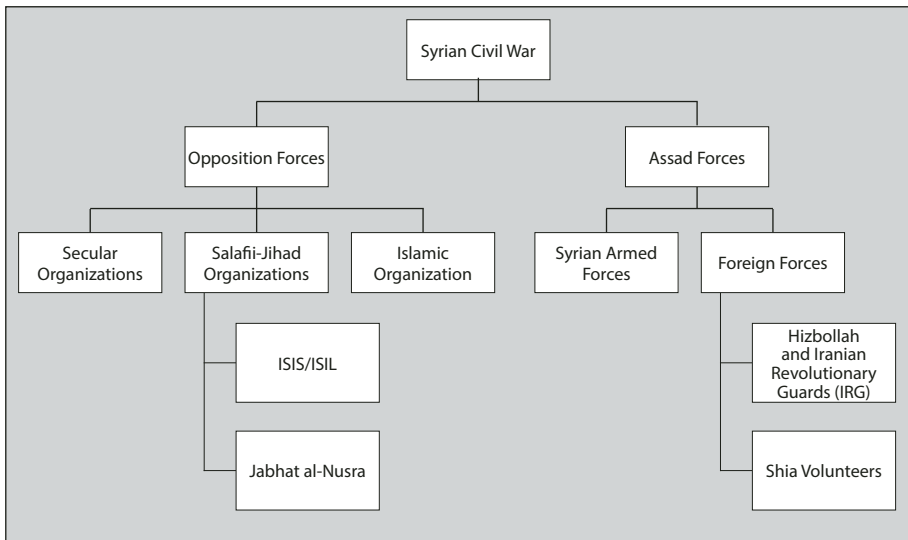 Syrian Civil War
Opposition Forces
Assad Forces
Secular
Organizations
Salafii-Jihad
Organizations
Islamic
Organization
Syrian Armed
Forces
Foreign Forces
ISIS/ISIL
Hizbollah
and Iranian
Revolutionary
Guards (IRG)
Jabhat al-Nusra
Shia Volunteers